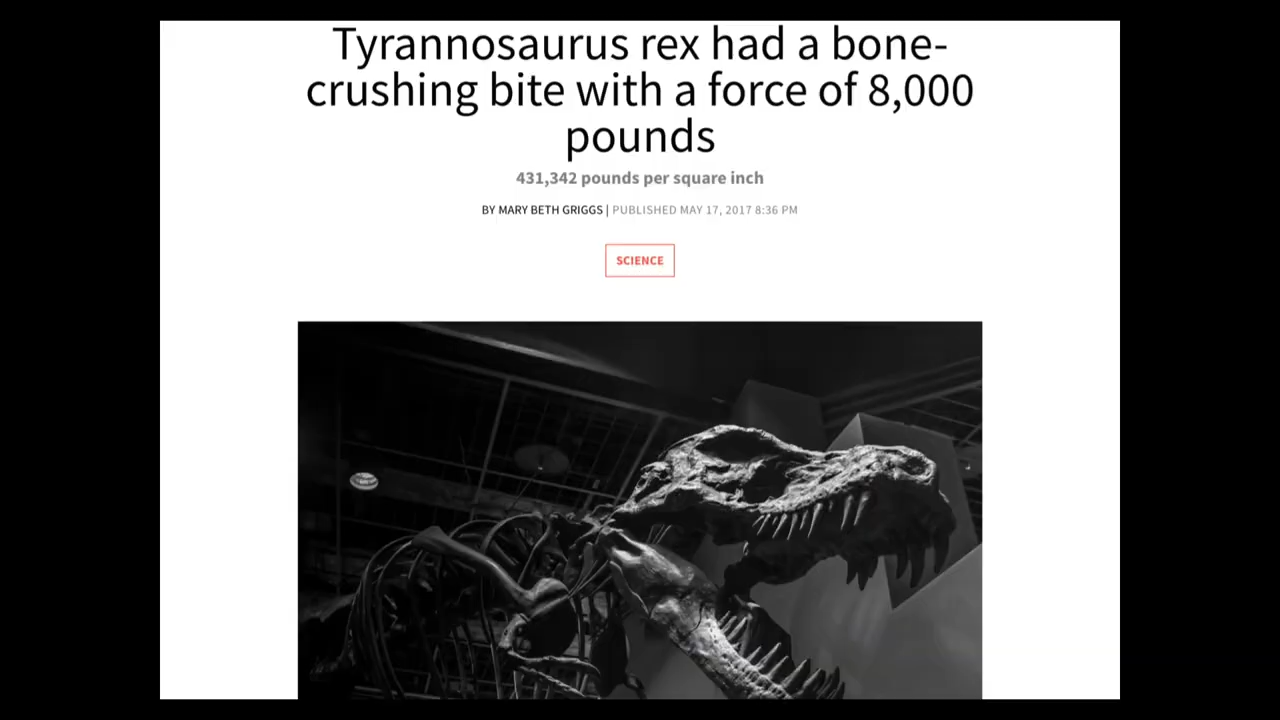 Tyrannosaurus rex had a bone-
crushing bite with a force of 8,000
pounds
431,342 pounds per square inch
BY MARY BETH GRIGGS | PUBLISHED MAY 17, 2017 8:36 PM
SCIENCE